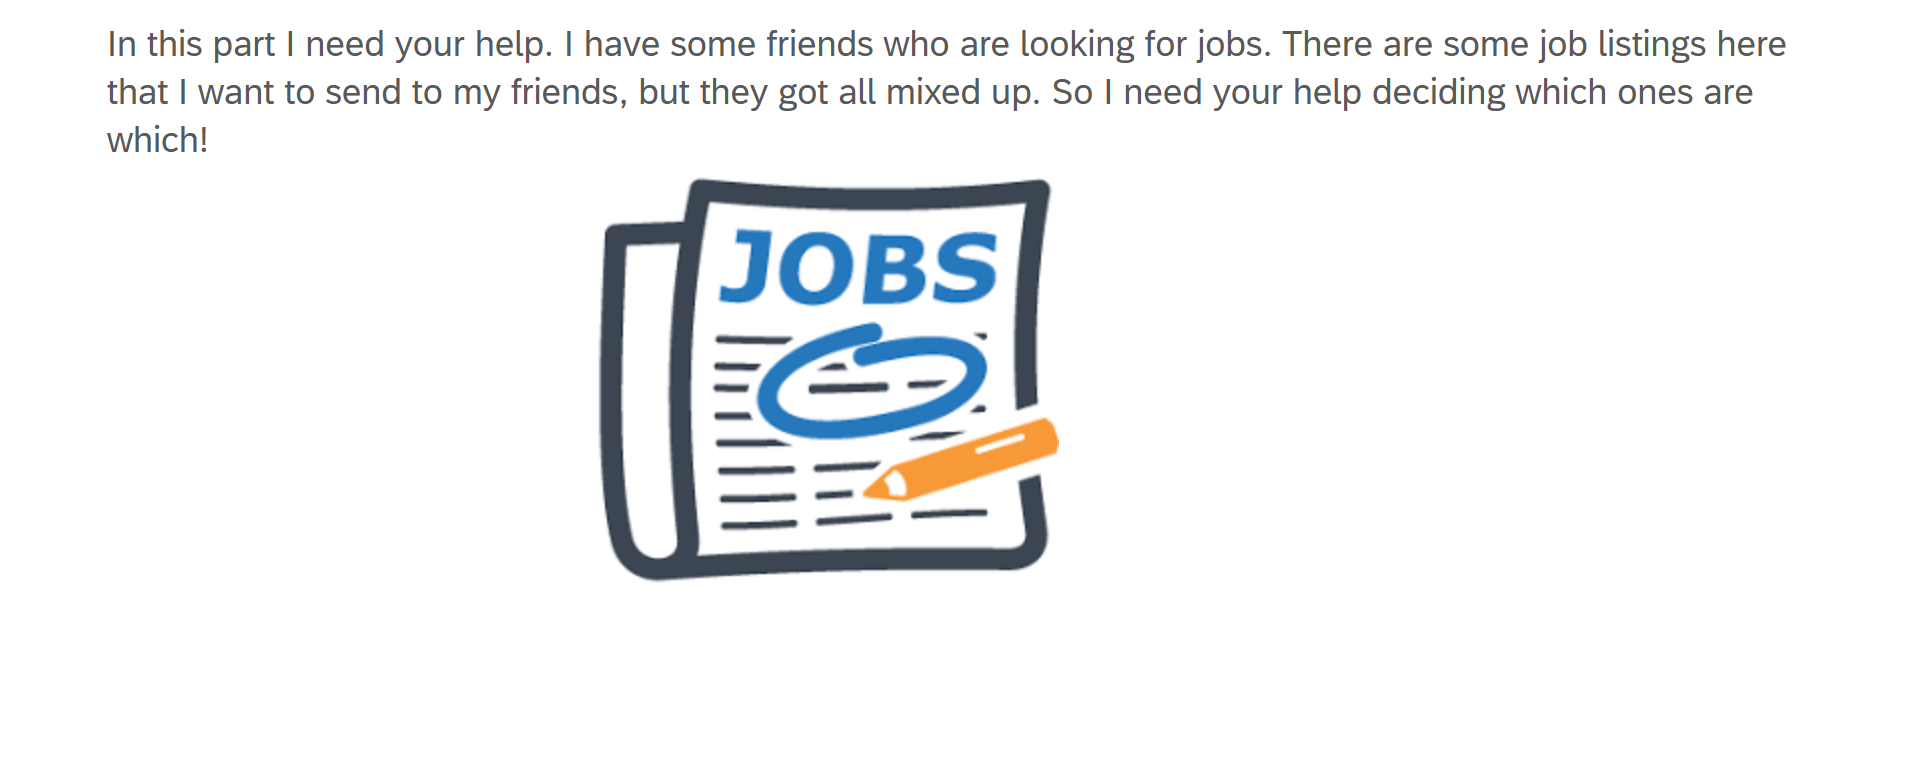 In this part I need your help. I have some friends who are looking for jobs. There are some job listings here
that I want to send to my friends, but they got all mixed up. So I need your help deciding which ones are
which!
JOBS